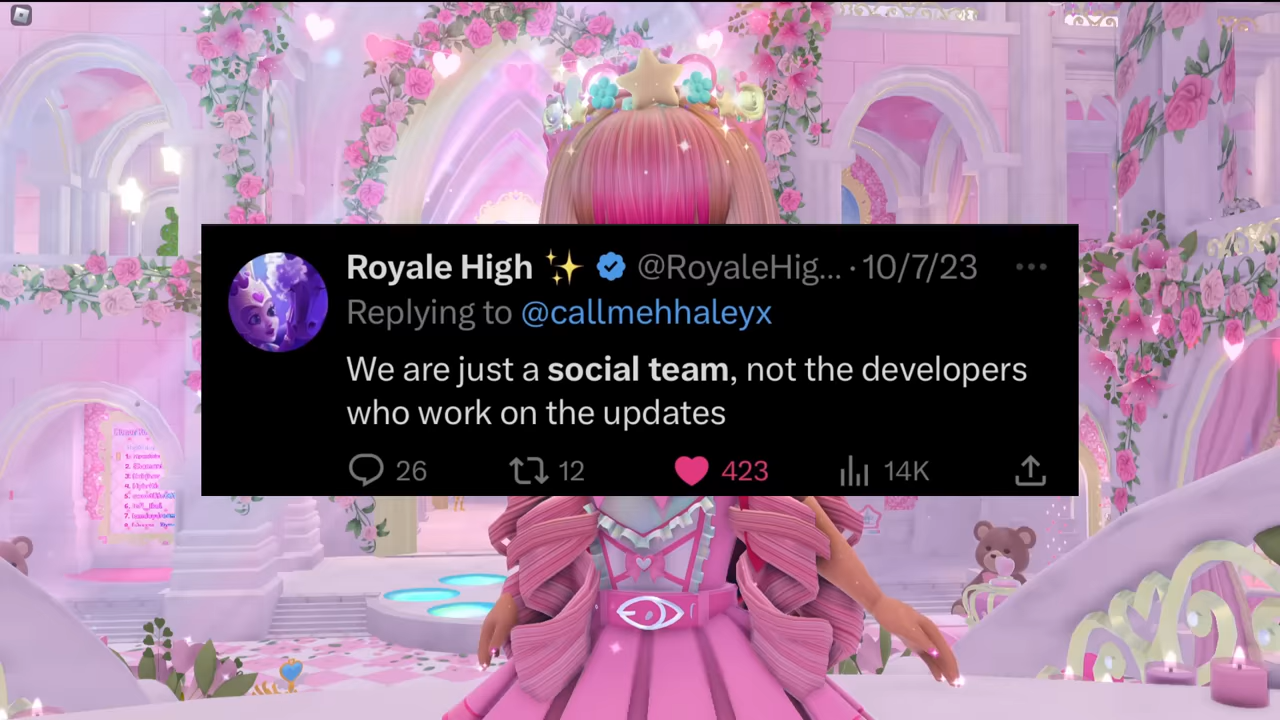 Royale High ✨ @RoyaleHig... · 10/7/23
Replying to @callmehhaleyx
We are just a social team, not the developers
who work on the updates
26 12 423 14K